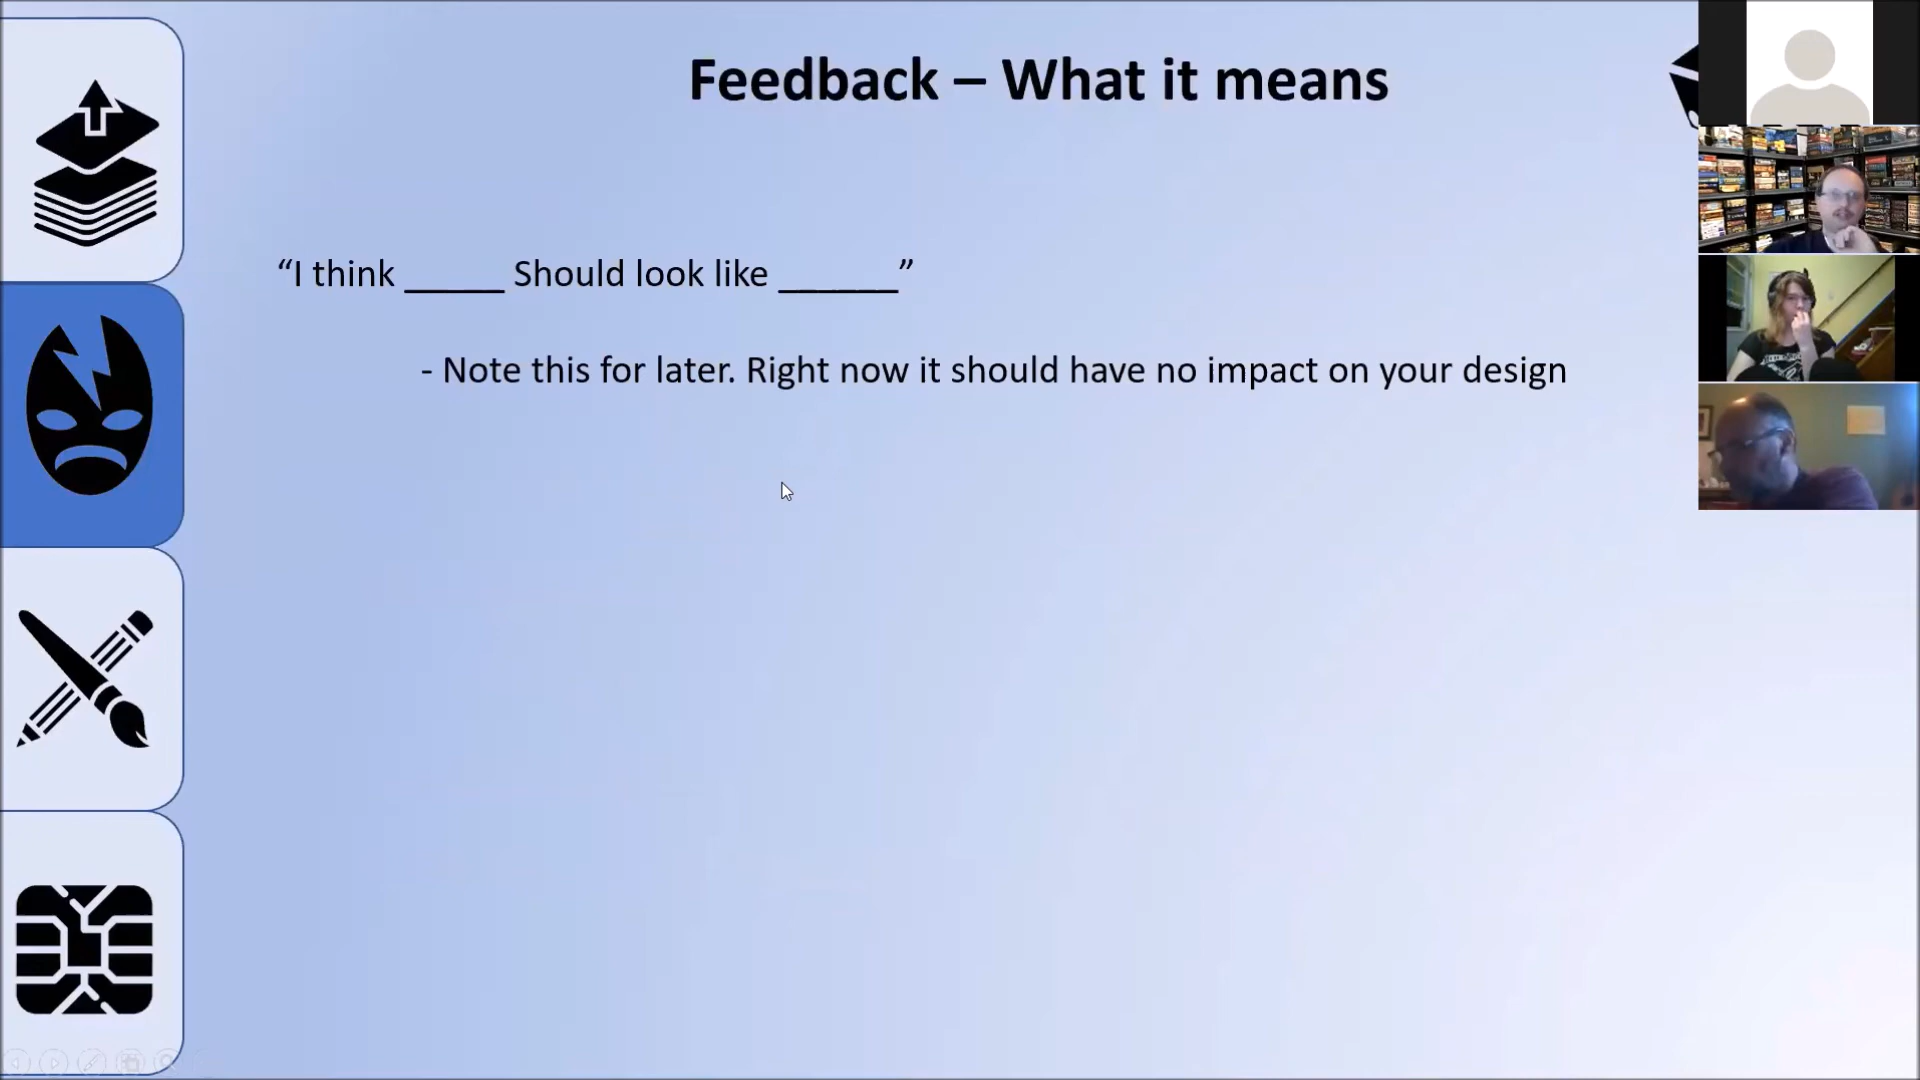 Feedback – What it means
“I think _____ Should look like ______”
- Note this for later. Right now it should have no impact on your design